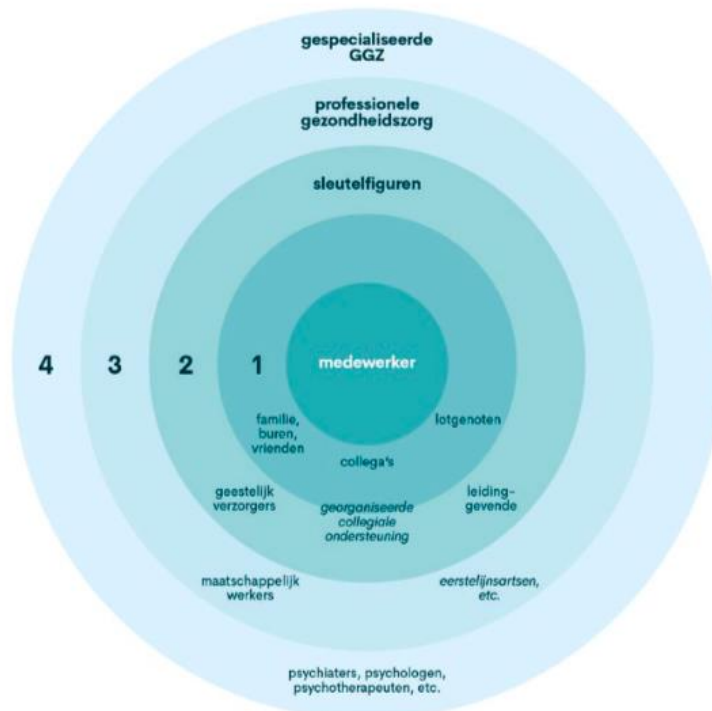 gespecialiseerde
GGZ
professionele
gezondheidszorg
sleutelfiguren
4 3 2 1 medewerker
familie,
buren,
vrienden
lotgenoten
collega's
geestelijk
verzorgers
georganiseerde
collegiale
ondersteuning
leiding-
gevende
maatschappelijk
werkers
eerstelijnsartsen,
etc.
psychiaters, psychologen,
psychotherapeuten, etc.